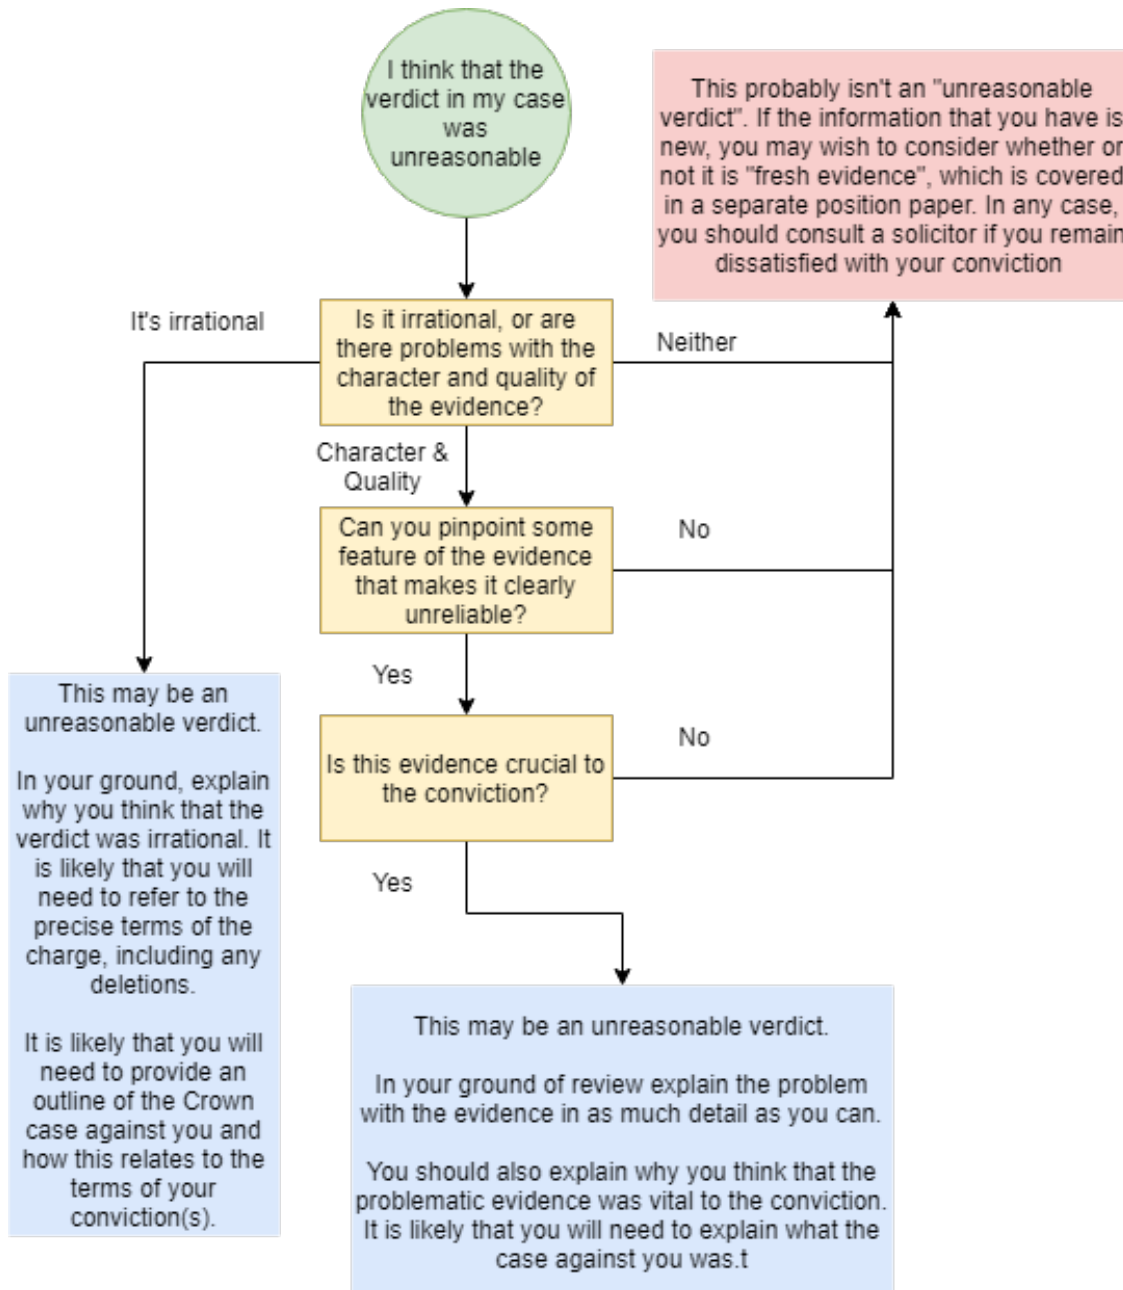 I think that the
verdict in my case
was
unreasonable
This probably isn't an "unreasonable
verdict". If the information that you have is
new, you may wish to consider whether or
not it is "fresh evidence", which is covered
in a separate position paper. In any case,
you should consult a solicitor if you remain
dissatisfied with your conviction
It's irrational
Is it irrational, or are
there problems with the
character and quality of
the evidence?
Neither
Character &
Quality
Can you pinpoint some
feature of the evidence
that makes it clearly
unreliable?
No
Yes
Is this evidence crucial to
the conviction?
No
Yes
This may be an
unreasonable verdict.
In your ground, explain
why you think that the
verdict was irrational. It
is likely that you will
need to refer to the
precise terms of the
charge, including any
deletions.
It is likely that you will
need to provide an
outline of the Crown
case against you and
how this relates to the
terms of your
conviction(s).
This may be an unreasonable verdict.
In your ground of review explain the problem
with the evidence in as much detail as you can.
You should also explain why you think that the
problematic evidence was vital to the conviction.
It is likely that you will need to explain what the
case against you was.t